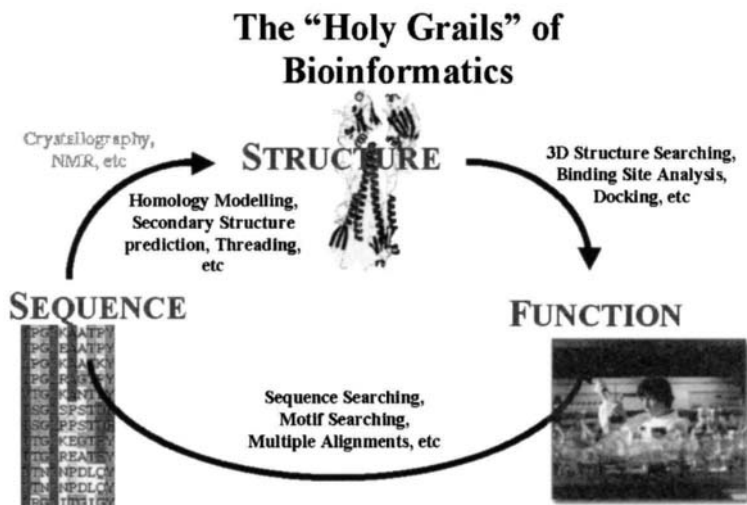 The “Holy Grails” of
Bioinformatics
Crystallography,
NMR, etc
STRUCTURE
3D Structure Searching,
Binding Site Analysis,
Docking, etc
Homology Modelling,
Secondary Structure
prediction, Threading,
etc
SEQUENCE
FUNCTION
Sequence Searching,
Motif Searching,
Multiple Alignments, etc